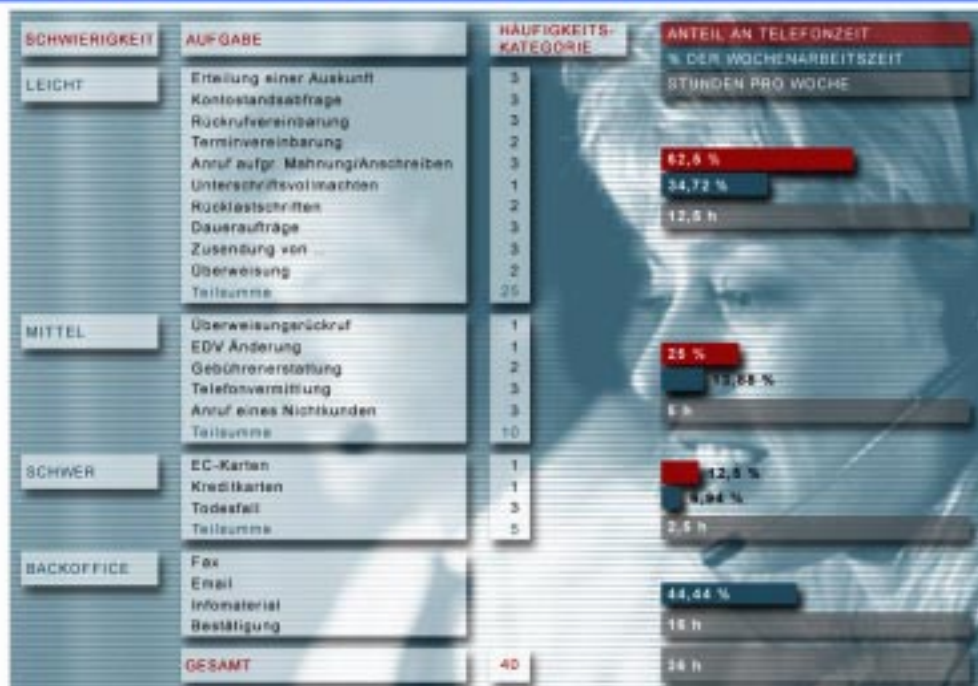 SCHWIERIGKEIT AUFGABE HÄUFIGKEITS-KATEGORIE ANTEIL AN TELEFONZEIT
% DER WOCHENARBEITSZEIT
STUNDEN PRO WOCHE
LEICHT
Erteilung einer Auskunft 3
Kontostandsabfrage 3
Rückrufvereinbarung 3
Terminvereinbarung 2
Anruf aufgr. Mahnung/Anschreiben 3
Unterschriftsvollmachten 1
Rücklastschriften 2
Daueraufträge 3
Zusendung von ... 3
Überweisung 2
Teilsumme 25
62,5 %
34,72 %
12,5 h
MITTEL
Überweisungsrückruf 1
EDV Änderung 1
Gebührenerstattung 2
Telefonvermittlung 3
Anruf eines Nichtkunden 3
Teilsumme 10
25 %
13,88 %
5 h
SCHWER
EC-Karten 1
Kreditkarten 1
Todesfall 3
Teilsumme 5
12,5 %
6,94 %
2,5 h
BACKOFFICE
Fax
Email
Infomaterial
Bestätigung
44,44 %
16 h
GESAMT 40 36 h